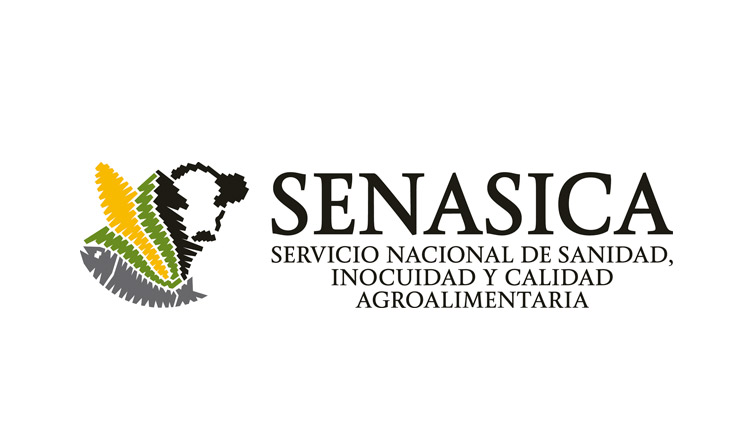 SENASICA
SERVICIO NACIONAL DE SANIDAD,
INOCUIDAD Y CALIDAD
AGROALIMENTARIA